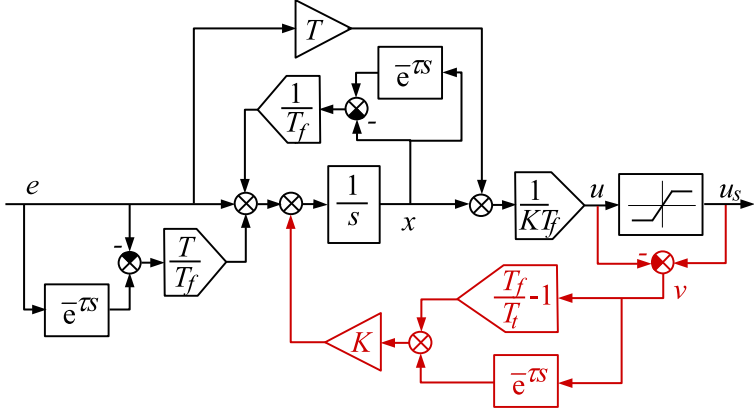 T
e̅τs
1/T_f
-
e
1/s
x
1/KT_f
u
u_s
-
T/T_f
-
v
T_f/T_t -1
e̅τs
K
e̅τs